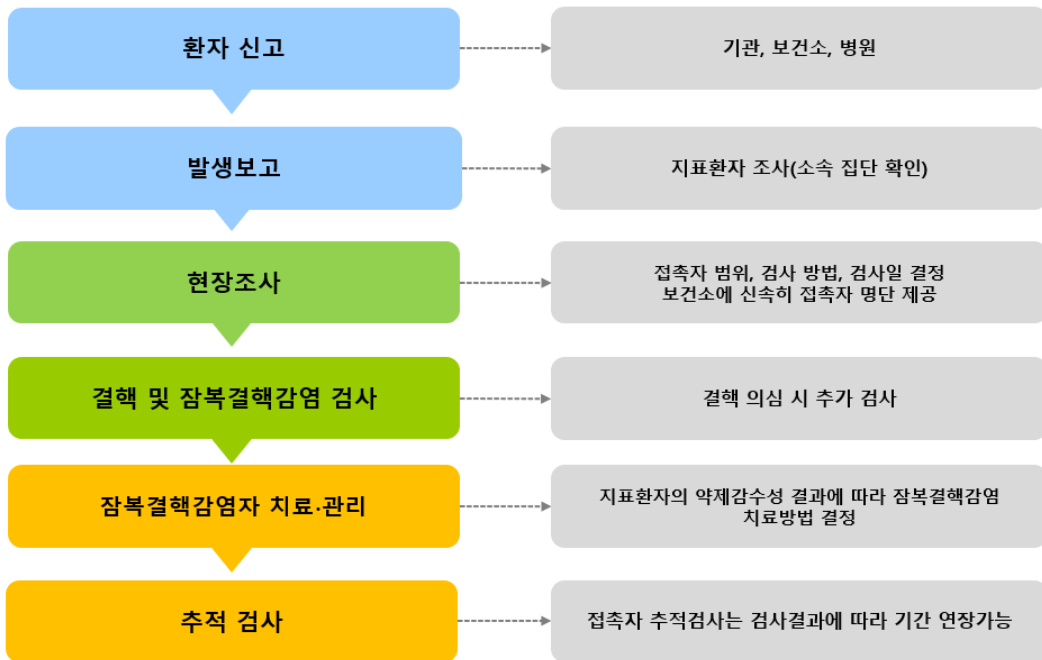 환자 신고
기관, 보건소, 병원
발생보고
지표환자 조사(소속 집단 확인)
현장조사
접촉자 범위, 검사 방법, 검사일 결정
보건소에 신속히 접촉자 명단 제공
결핵 및 잠복결핵감염 검사
결핵 의심 시 추가 검사
잠복결핵감염자 치료·관리
지표환자의 약제감수성 결과에 따라 잠복결핵감염
치료방법 결정
추적 검사
접촉자 추적검사는 검사결과에 따라 기간 연장가능